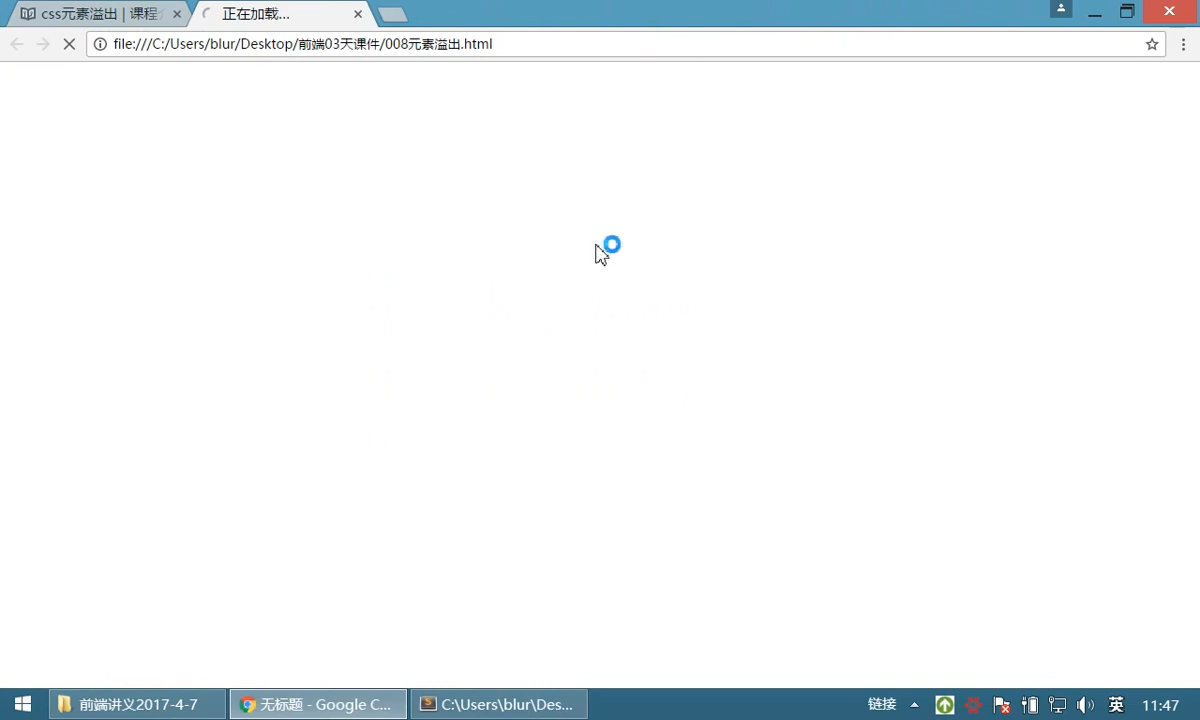 css元素溢出 | 课程
正在加载...
file:///C:/Users/blur/Desktop/前端03天课件/008元素溢出.html
前端讲义2017-4-7
无标题 - Google C...
C:\Users\blur\Des...
链接
英
11:47